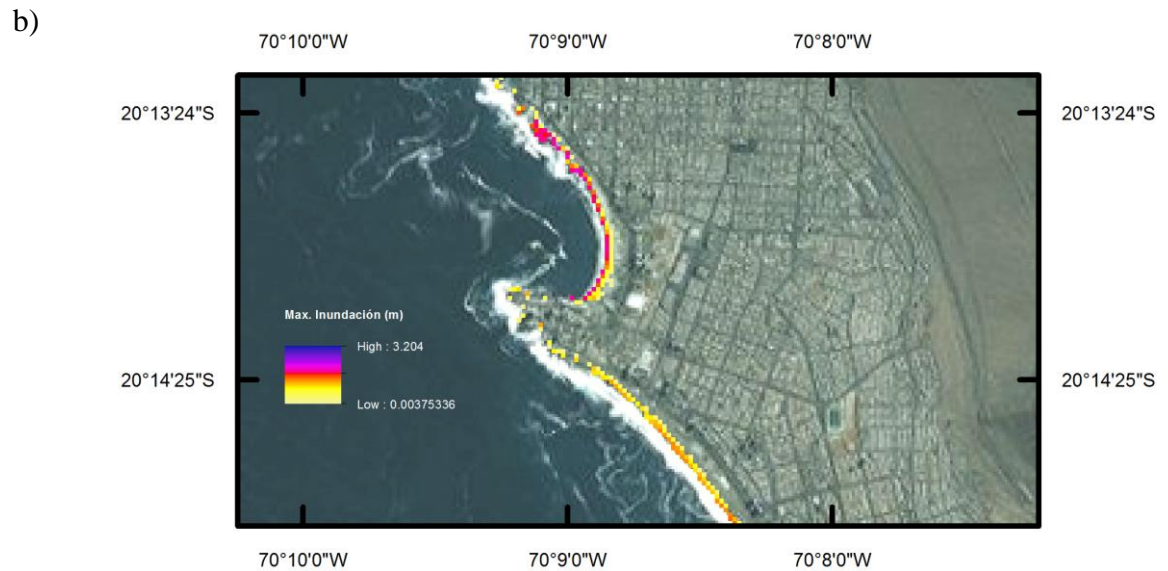 b)
70°10'0"W 70°9'0"W 70°8'0"W
20°13'24"S 20°13'24"S
Max. Inundación (m)
High : 3.204
20°14'25"S 20°14'25"S
Low : 0.00375336
70°10'0"W 70°9'0"W 70°8'0"W